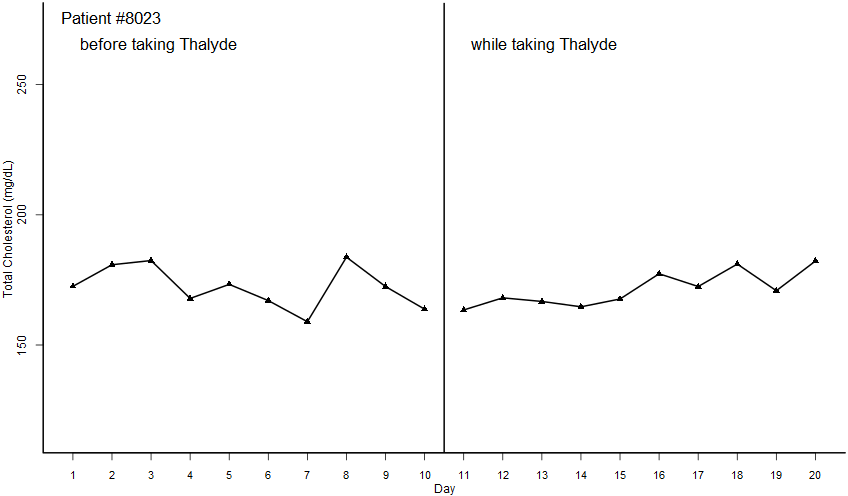 Patient #8023
before taking Thalyde
while taking Thalyde
Total Cholesterol (mg/dL)
250
200
150
1 2 3 4 5 6 7 8 9 10 11 12 13 14 15 16 17 18 19 20
Day